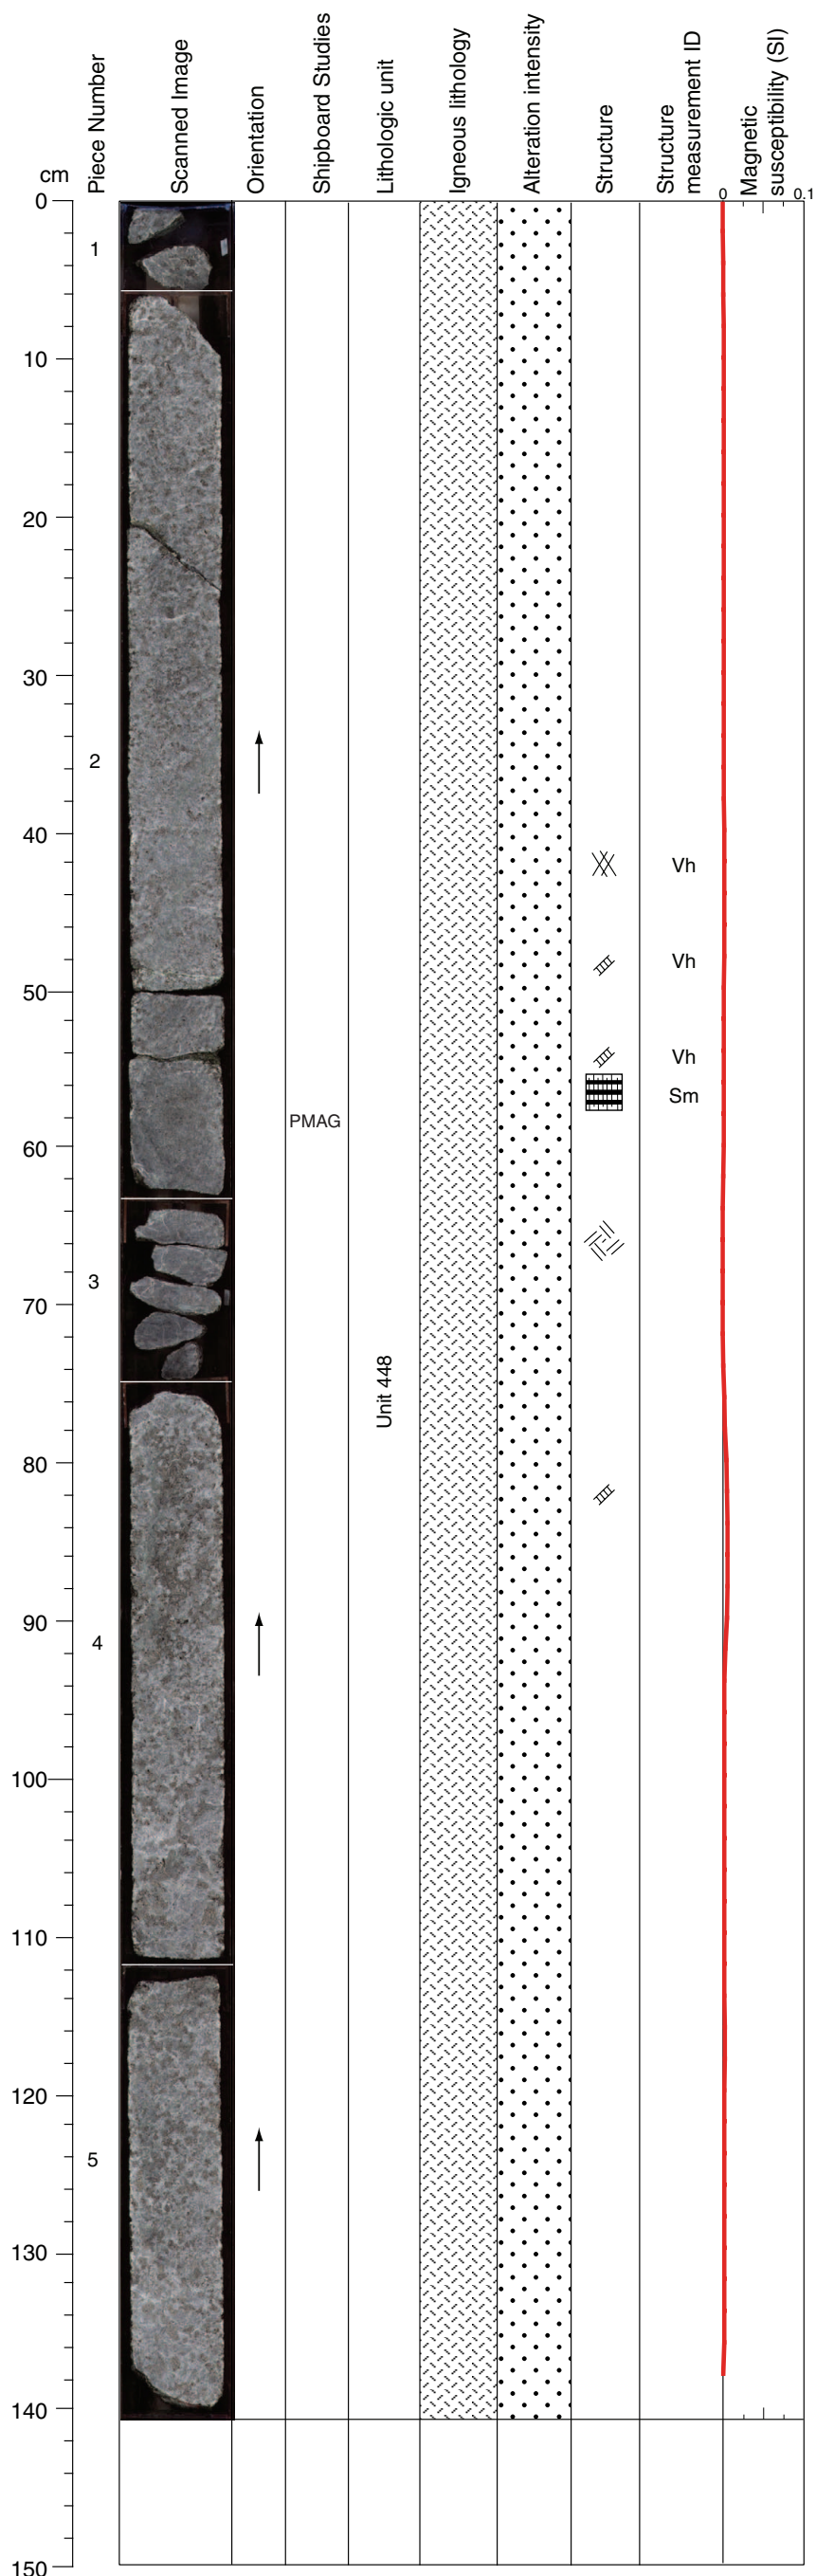 cm
Piece Number
Scanned Image
Orientation
Shipboard Studies
Lithologic unit
Igneous lithology
Alteration intensity
Structure
Structure
measurement ID
Magnetic
susceptibility (SI)
0
0.1
0
1
10
20
30
2
40
Vh
Vh
50
Vh
Sm
PMAG
60
3
70
Unit 448
80
90
4
100
110
120
5
130
140
150